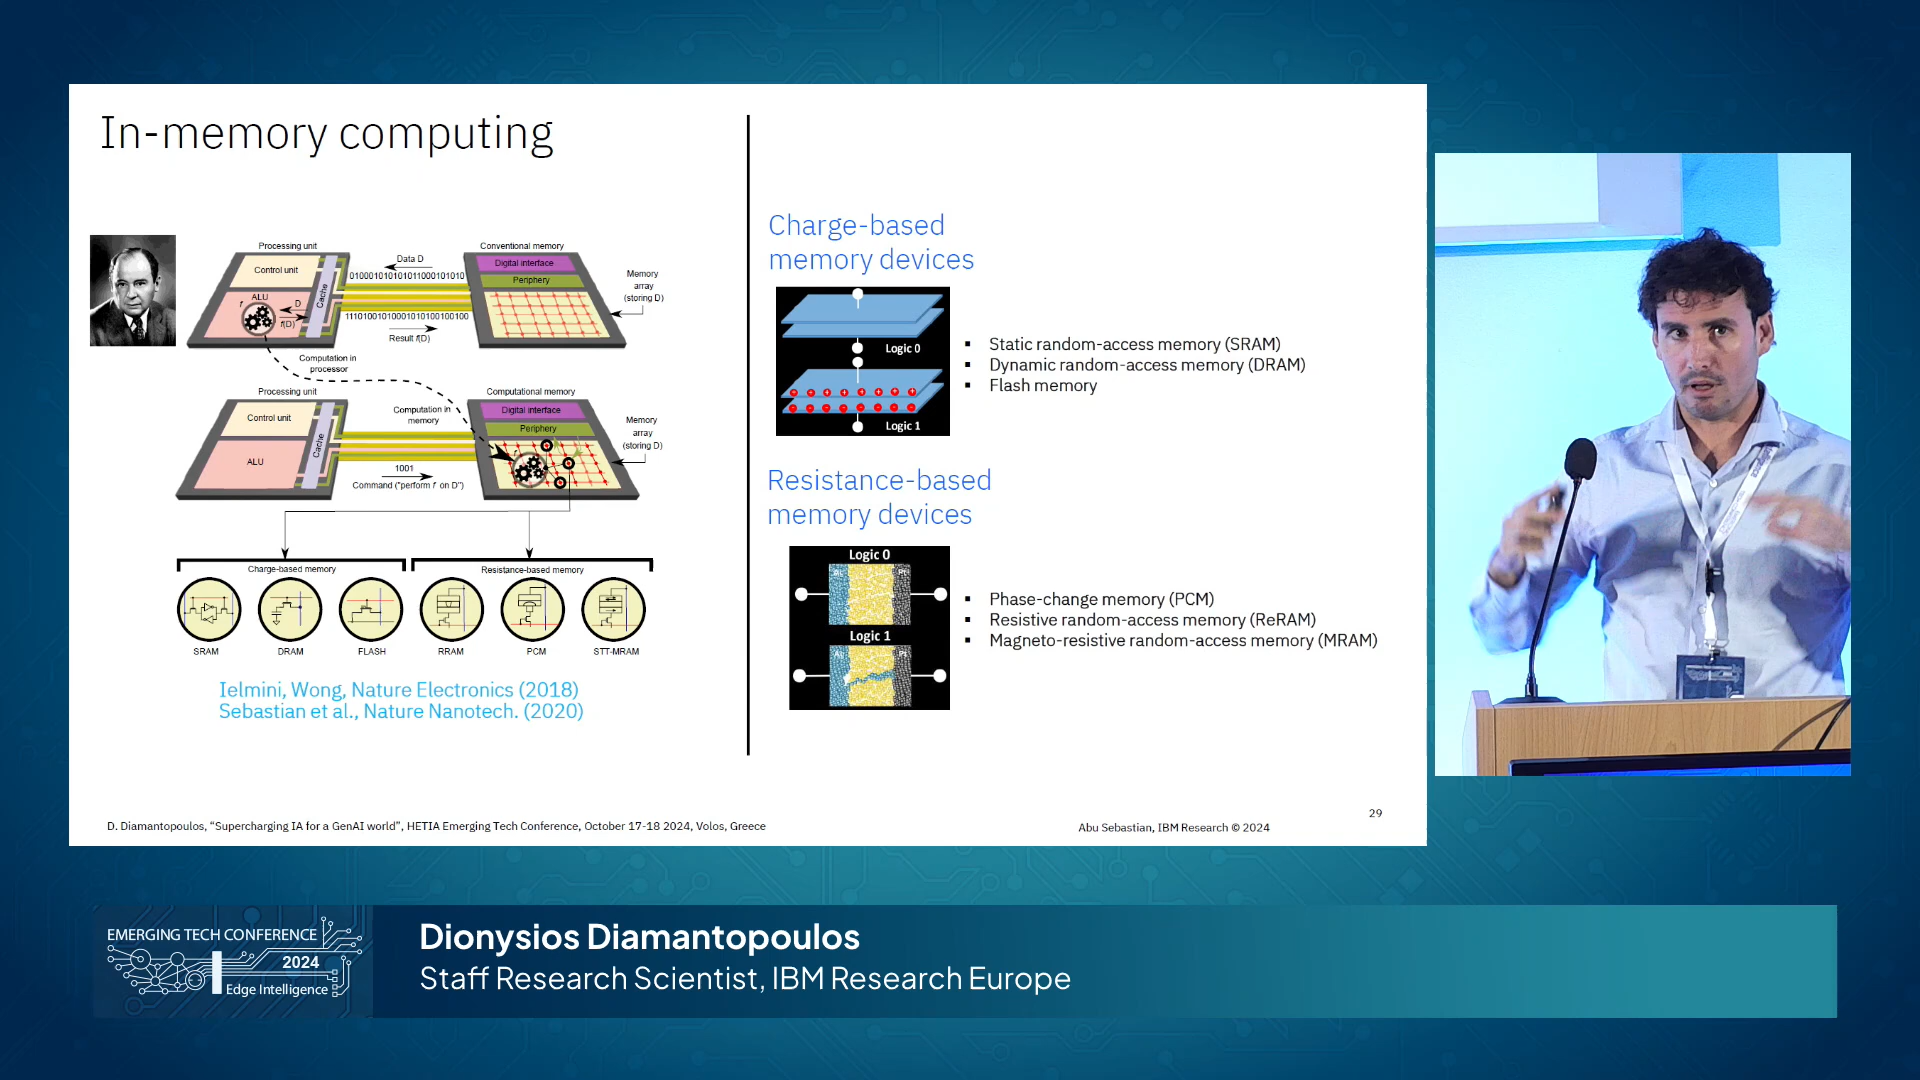 In-memory computing
Processing unit
Control unit
ALU
f
D
f(D)
Cache
Data D
010001010101011000101010
1110100101000101010010010​0
Result f(D)
Conventional memory
Digital interface
Periphery
Memory
array
(storing D)
Computation in
processor
Processing unit
Control unit
ALU
Cache
Computation in
memory
1001
Command ("perform f on D")
Computational memory
Digital interface
Periphery
f
Memory
array
(storing D)
Charge-based memory
Resistance-based memory
SRAM
DRAM
FLASH
RRAM
PCM
STT-MRAM
Ielmini, Wong, Nature Electronics (2018)
Sebastian et al., Nature Nanotech. (2020)
Charge-based
memory devices
Logic 0
Logic 1
▪ Static random-access memory (SRAM)
▪ Dynamic random-access memory (DRAM)
▪ Flash memory
Resistance-based
memory devices
Logic 0
Logic 1
▪ Phase-change memory (PCM)
▪ Resistive random-access memory (ReRAM)
▪ Magneto-resistive random-access memory (MRAM)
D. Diamantopoulos, “Supercharging IA for a GenAI world”, HETIA Emerging Tech Conference, October 17-18 2024, Volos, Greece
Abu Sebastian, IBM Research © 2024
29
EMERGING TECH CONFERENCE
2024
Edge Intelligence
Dionysios Diamantopoulos
Staff Research Scientist, IBM Research Europe